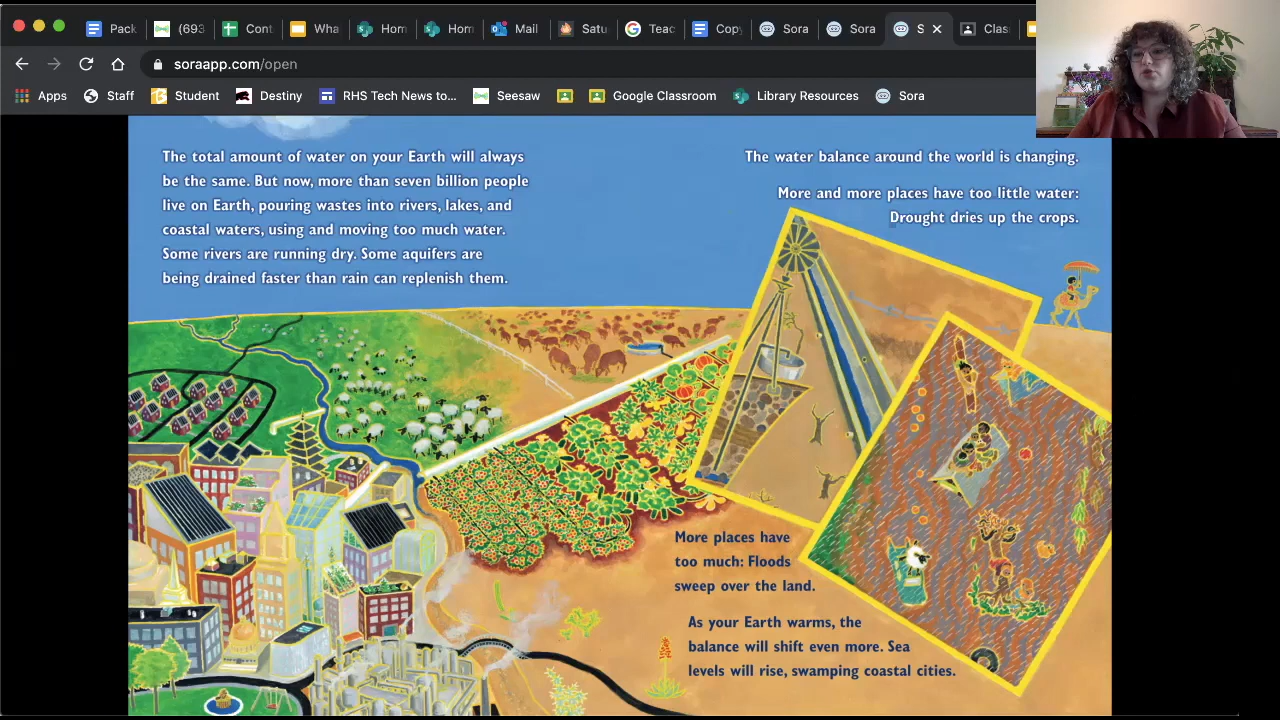 Pack
(693
Cont
Wha
Hom
Hom
Mail
Satu
Teac
Copy
Sora
Sora
S
Clas
soraapp.com/open
Apps
Staff
Student
Destiny
RHS Tech News to...
Seesaw
Google Classroom
Library Resources
Sora
The total amount of water on your Earth will always
be the same. But now, more than seven billion people
live on Earth, pouring wastes into rivers, lakes, and
coastal waters, using and moving too much water.
Some rivers are running dry. Some aquifers are
being drained faster than rain can replenish them.
The water balance around the world is changing.
More and more places have too little water:
Drought dries up the crops.
More places have
too much: Floods
sweep over the land.
As your Earth warms, the
balance will shift even more. Sea
levels will rise, swamping coastal cities.